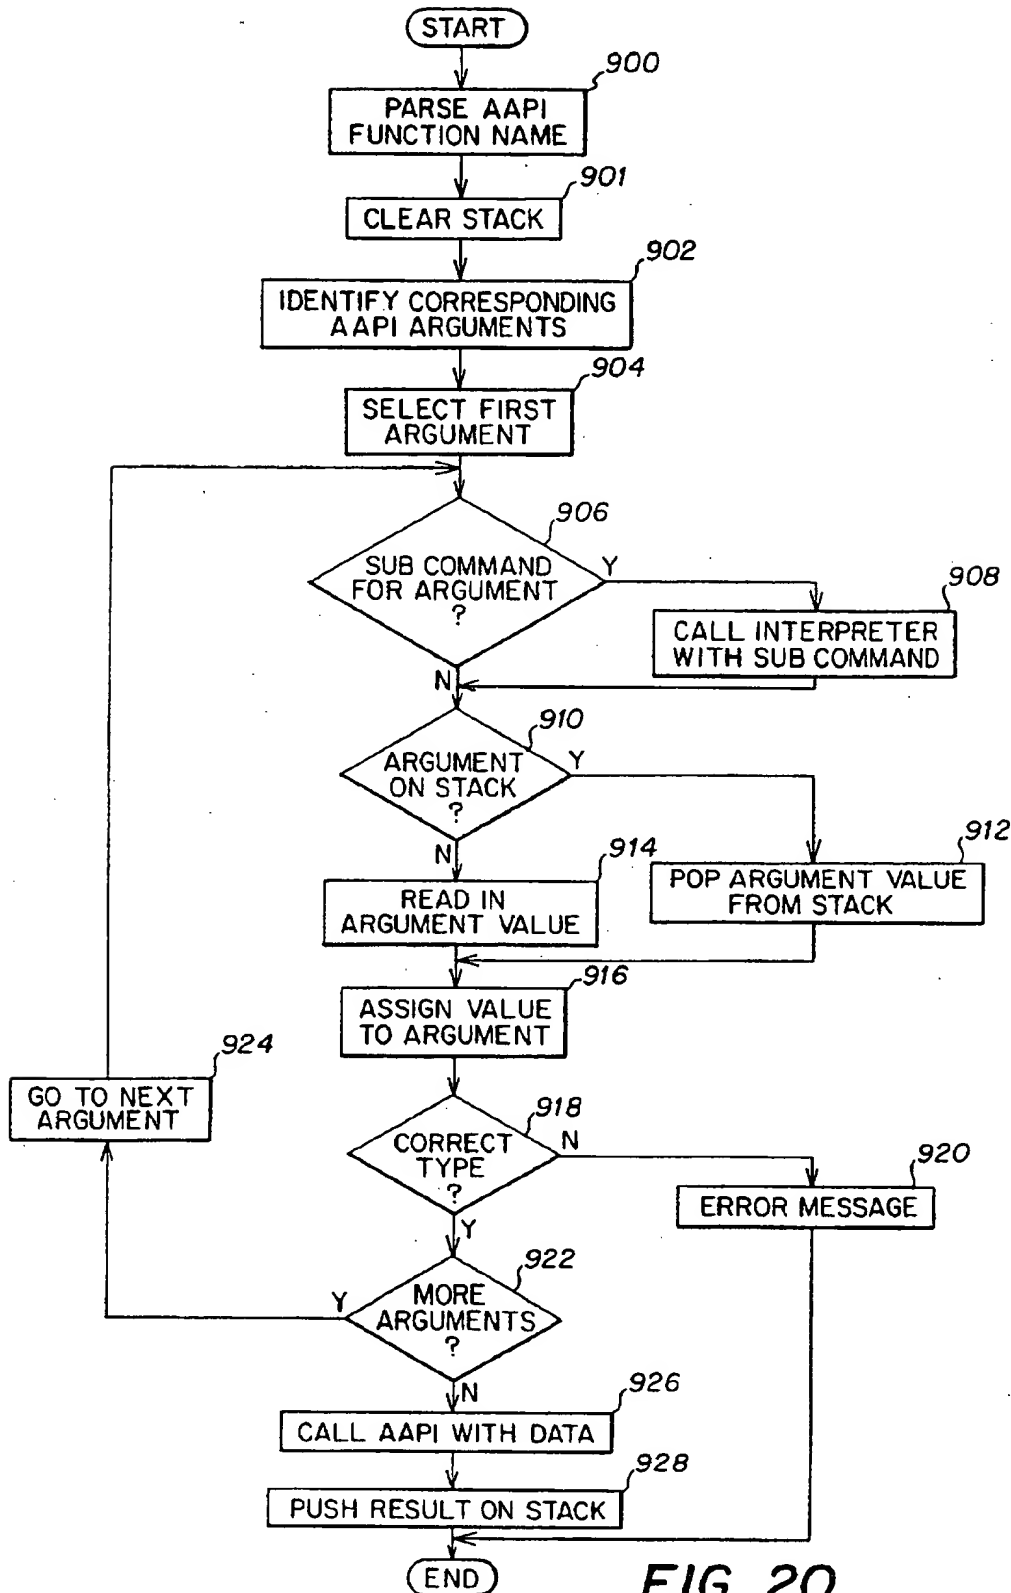 START
900
PARSE AAPI
FUNCTION NAME
901
CLEAR STACK
902
IDENTIFY CORRESPONDING
AAPI ARGUMENTS
904
SELECT FIRST
ARGUMENT
906
SUB COMMAND
FOR ARGUMENT
?
Y
908
CALL INTERPRETER
WITH SUB COMMAND
N
910
ARGUMENT
ON STACK
?
Y
912
POP ARGUMENT VALUE
FROM STACK
N
914
READ IN
ARGUMENT VALUE
916
ASSIGN VALUE
TO ARGUMENT
924
GO TO NEXT
ARGUMENT
918
CORRECT
TYPE
?
N
920
ERROR MESSAGE
Y
922
MORE
ARGUMENTS
?
Y
N
926
CALL AAPI WITH DATA
928
PUSH RESULT ON STACK
END
FIG. 20